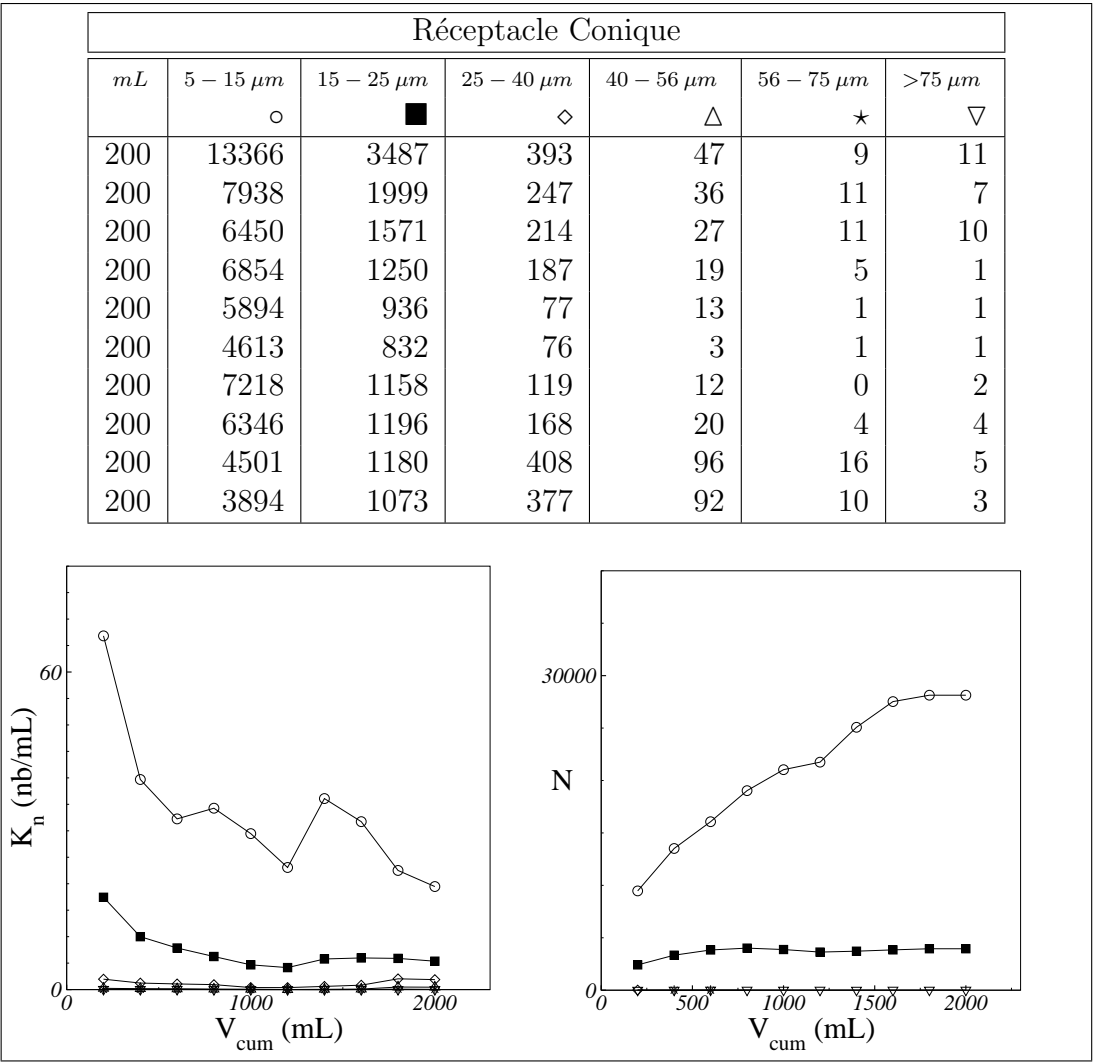 Réceptacle Conique
mL 5 – 15 μm 15 – 25 μm 25 – 40 μm 40 – 56 μm 56 – 75 μm >75 μm
○ ■ ◇ △ ⋆ ▽
200 13366 3487 393 47 9 11
200 7938 1999 247 36 11 7
200 6450 1571 214 27 11 10
200 6854 1250 187 19 5 1
200 5894 936 77 13 1 1
200 4613 832 76 3 1 1
200 7218 1158 119 12 0 2
200 6346 1196 168 20 4 4
200 4501 1180 408 96 16 5
200 3894 1073 377 92 10 3
60
K_n (nb/mL)
0
0 1000 2000
V_cum (mL)
30000
N
0
0 500 1000 1500 2000
V_cum (mL)